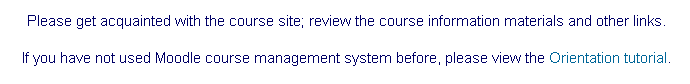 Please get acquainted with the course site; review the course information materials and other links.
If you have not used Moodle course management system before, please view the Orientation tutorial.